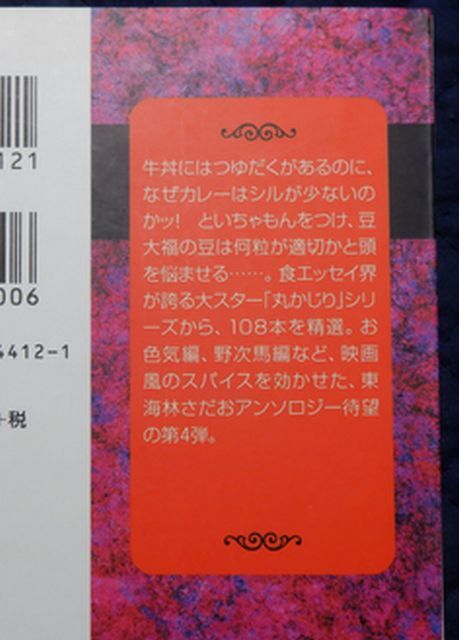 牛丼にはつゆだくがあるのに、
なぜカレーはシルが少ないの
かッ!　といちゃもんをつけ、豆
大福の豆は何粒が適切かと頭
を悩ませる……。食エッセイ界
が誇る大スター「丸かじり」シリ
ーズから、108本を精選。お
色気編、野次馬編など、映画
風のスパイスを効かせた、東
海林さだおアンソロジー待望
の第4弾。
121
006
4412-1
+税